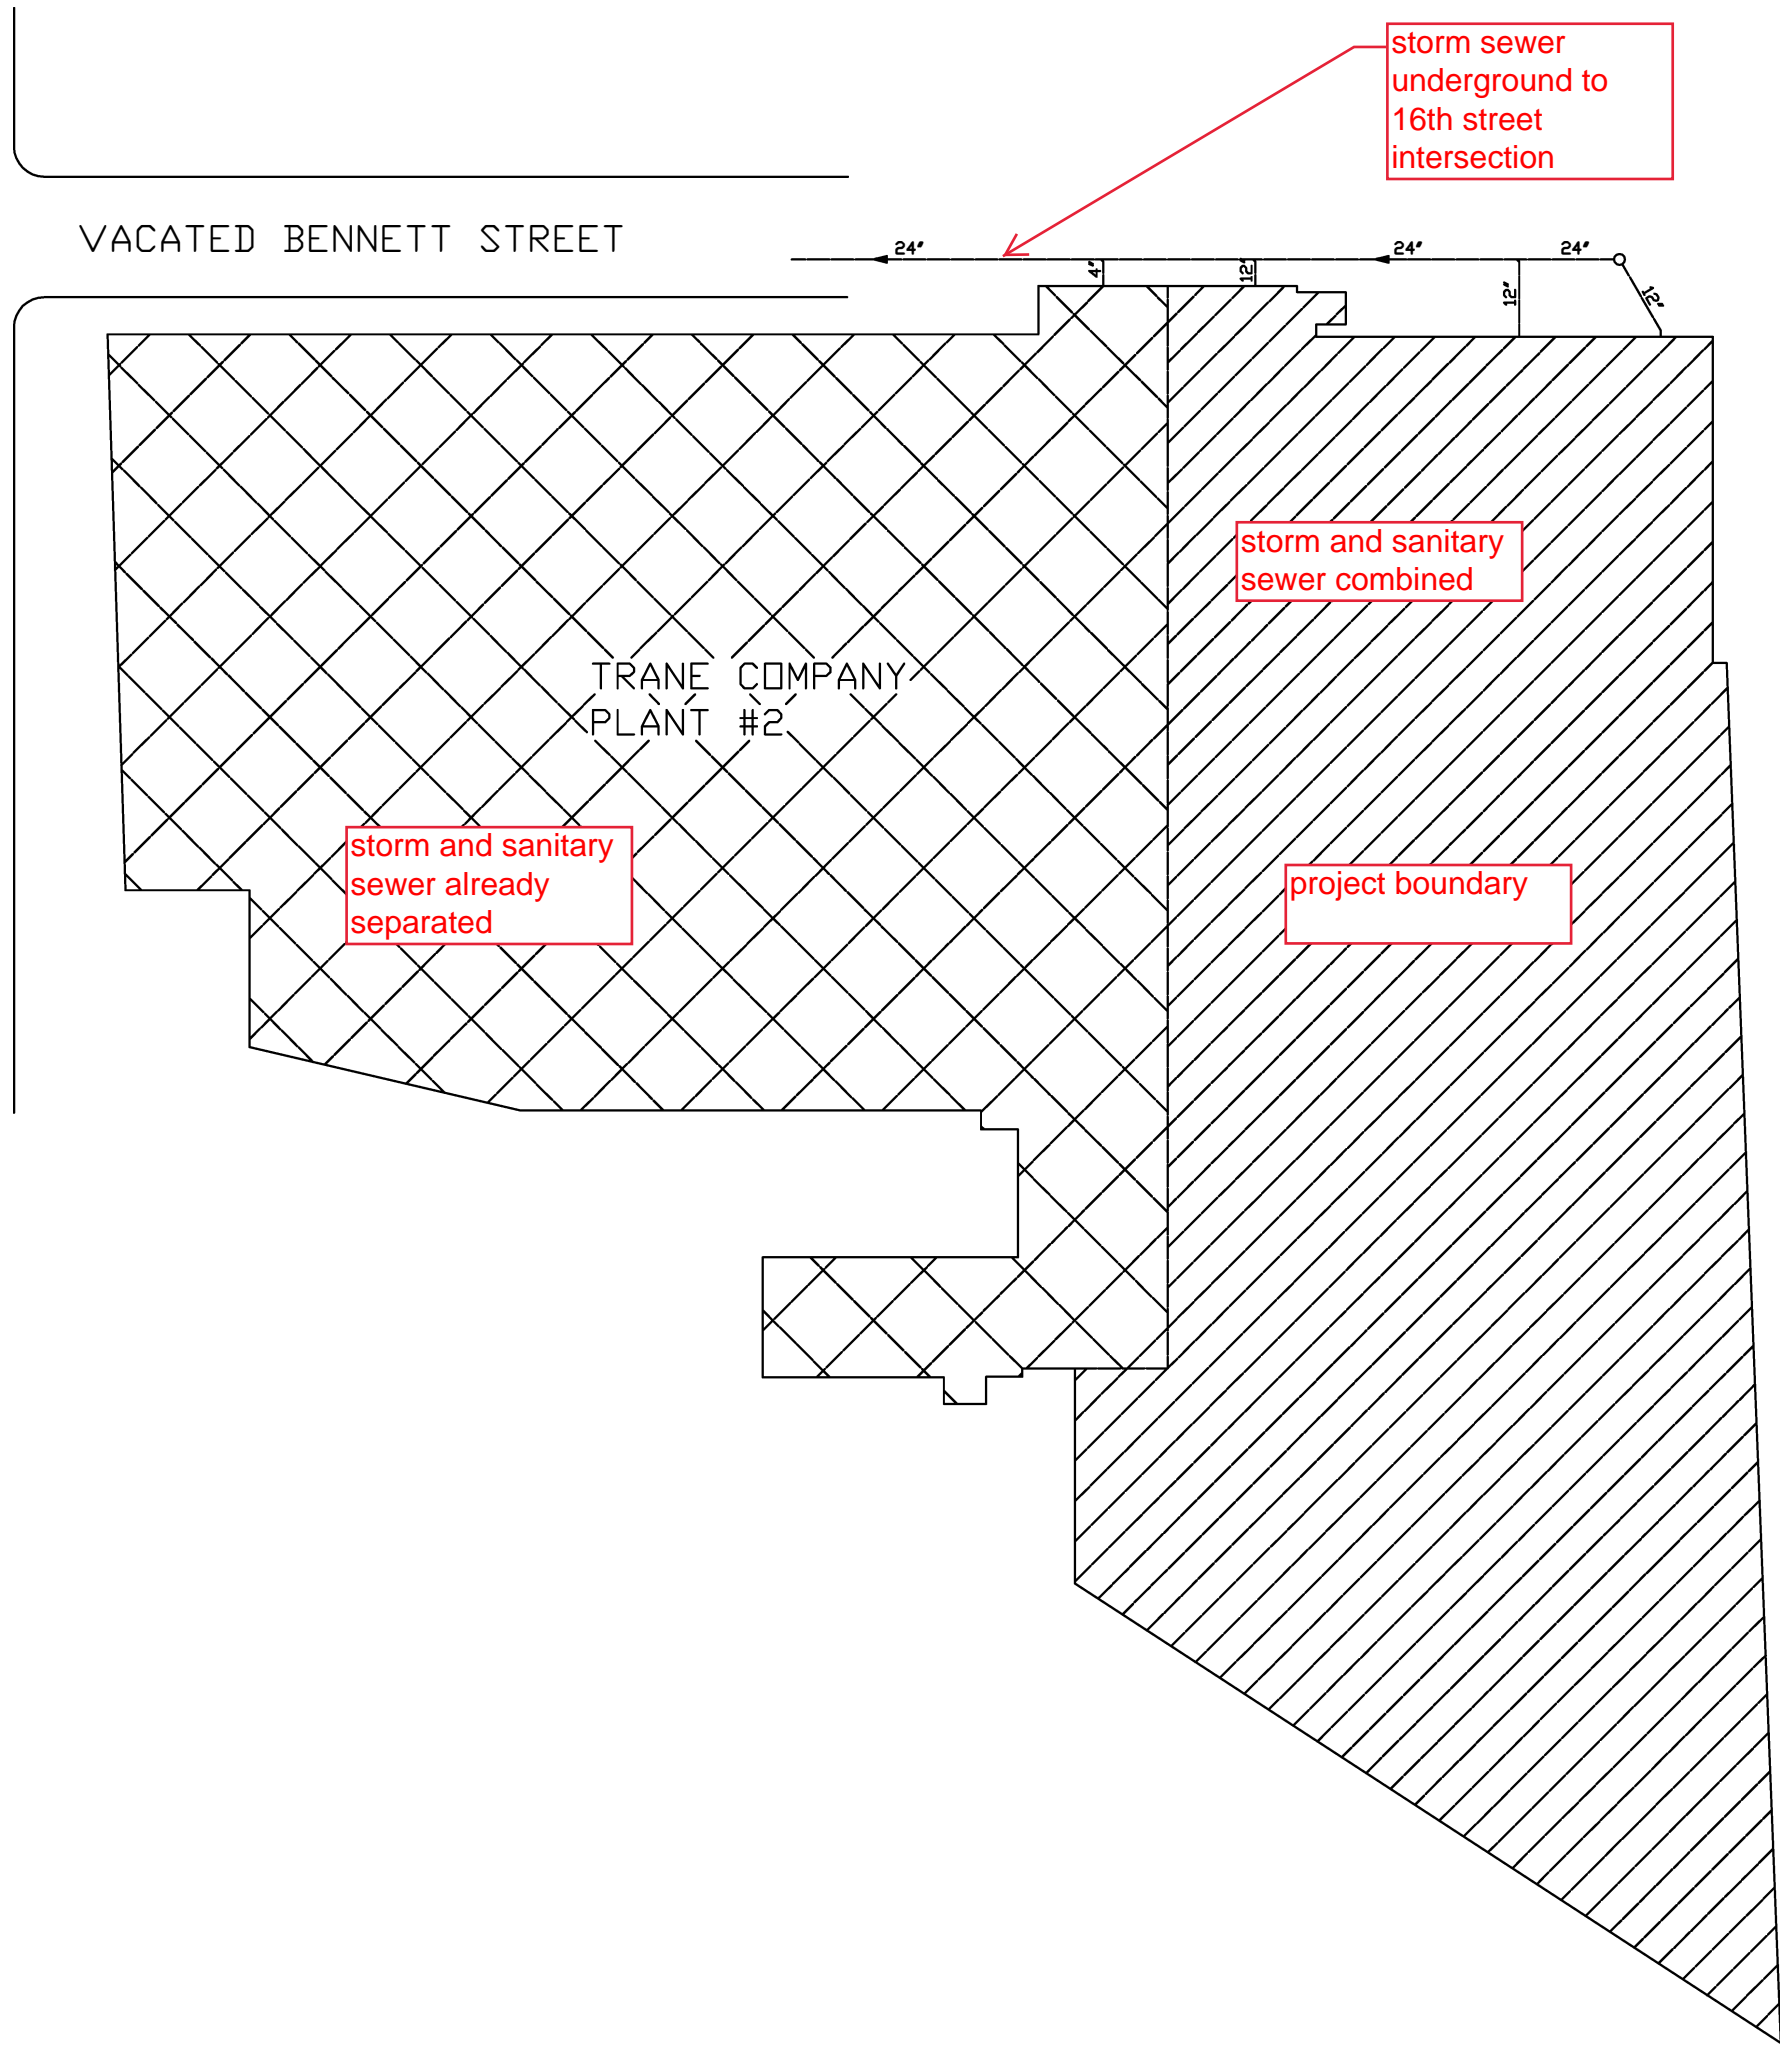 storm sewer
underground to
16th street
intersection
VACATED BENNETT STREET
24"
24"
24"
4"
12"
12"
12"
storm and sanitary
sewer combined
TRANE COMPANY
PLANT #2
storm and sanitary
sewer already
separated
project boundary